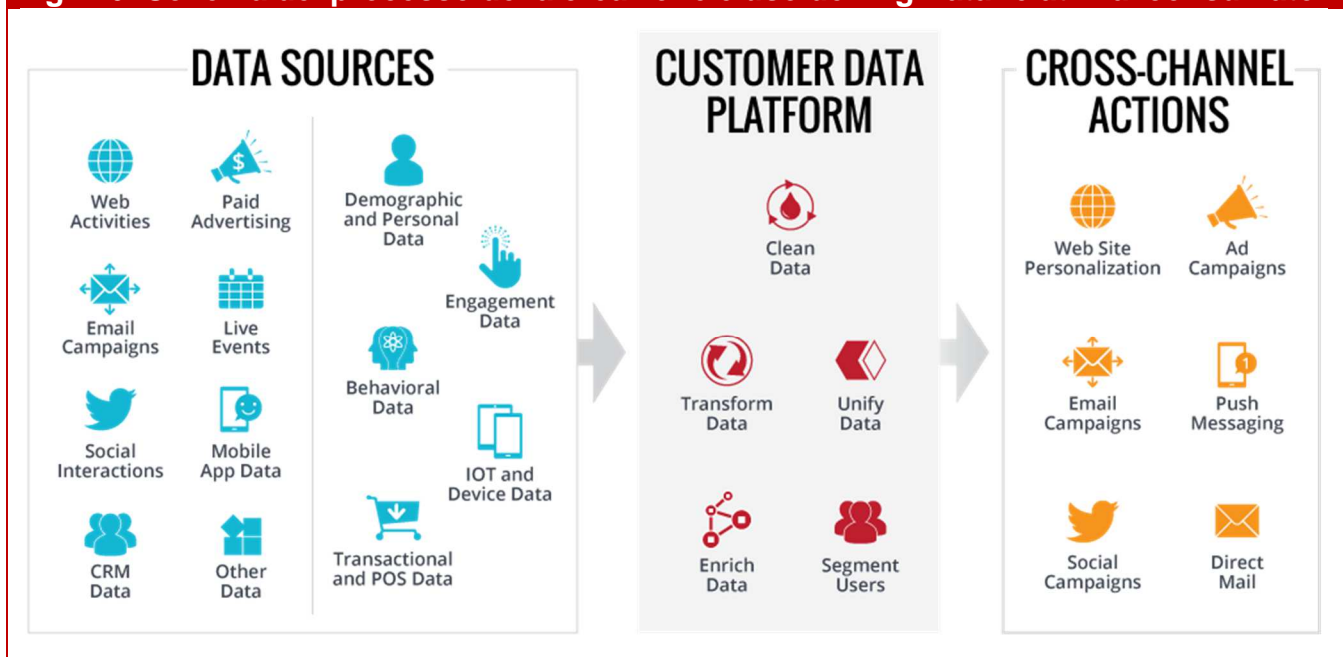 DATA SOURCES
Web
Activities
Paid
Advertising
$
Email
Campaigns
Live
Events
Social
Interactions
Mobile
App Data
CRM
Data
Other
Data
Demographic
and Personal
Data
Engagement
Data
Behavioral
Data
IOT and
Device Data
Transactional
and POS Data
CUSTOMER DATA
PLATFORM
Clean
Data
Transform
Data
Unify
Data
Enrich
Data
Segment
Users
CROSS-CHANNEL
ACTIONS
Web Site
Personalization
Ad
Campaigns
Email
Campaigns
1
Push
Messaging
Social
Campaigns
Direct
Mail